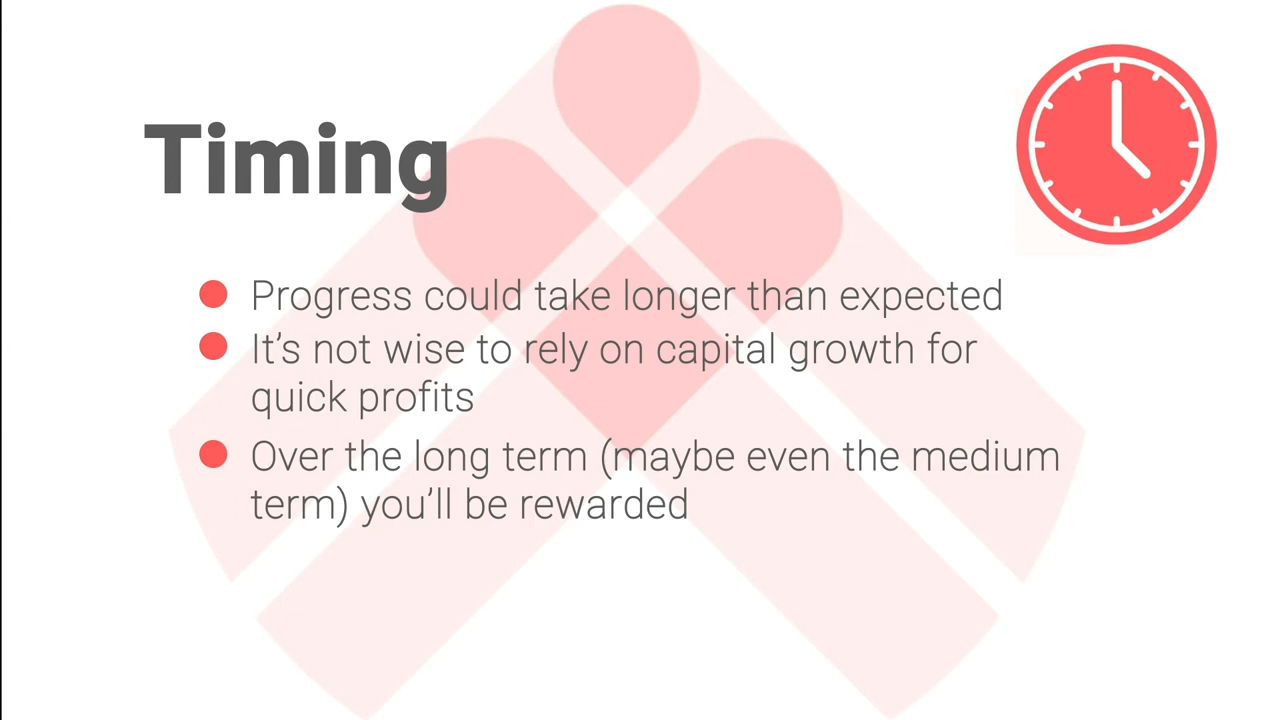 Timing
Progress could take longer than expected
It’s not wise to rely on capital growth for
quick profits
Over the long term (maybe even the medium
term) you’ll be rewarded